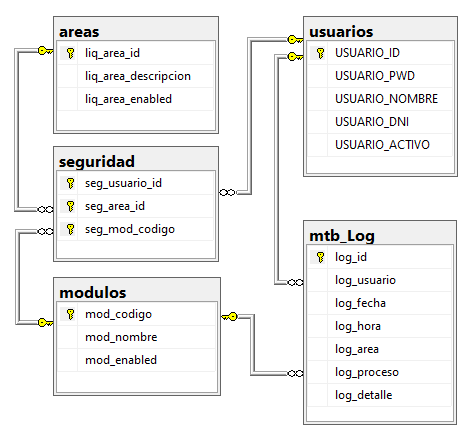 areas
liq_area_id
liq_area_descripcion
liq_area_enabled
seguridad
seg_usuario_id
seg_area_id
seg_mod_codigo
modulos
mod_codigo
mod_nombre
mod_enabled
usuarios
USUARIO_ID
USUARIO_PWD
USUARIO_NOMBRE
USUARIO_DNI
USUARIO_ACTIVO
mtb_Log
log_id
log_usuario
log_fecha
log_hora
log_area
log_proceso
log_detalle